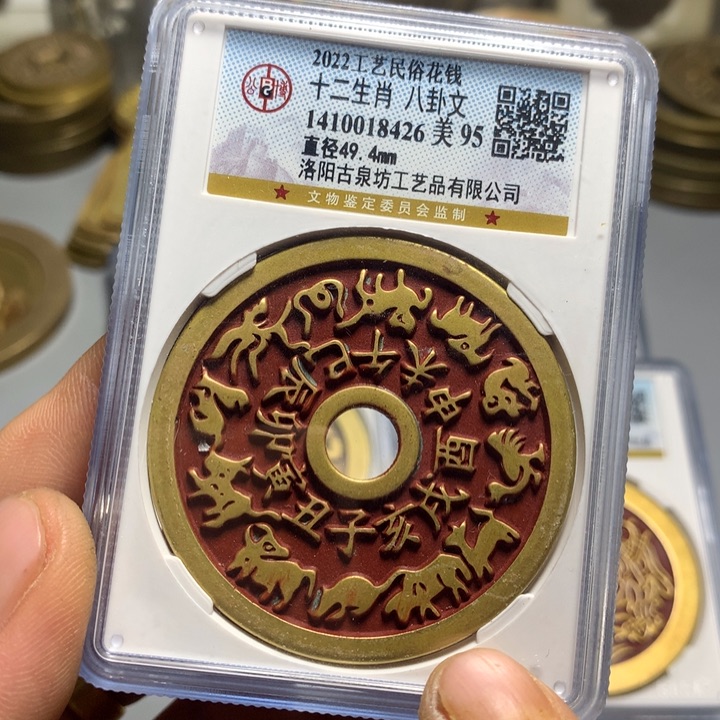 2022工艺民俗花钱
十二生肖 八卦文
1410018426 美 95
直径49.4mm
洛阳古泉坊工艺品有限公司
★ 文物鉴定委员会监制 ★
公 博
子丑寅卯辰巳午未申酉戌亥